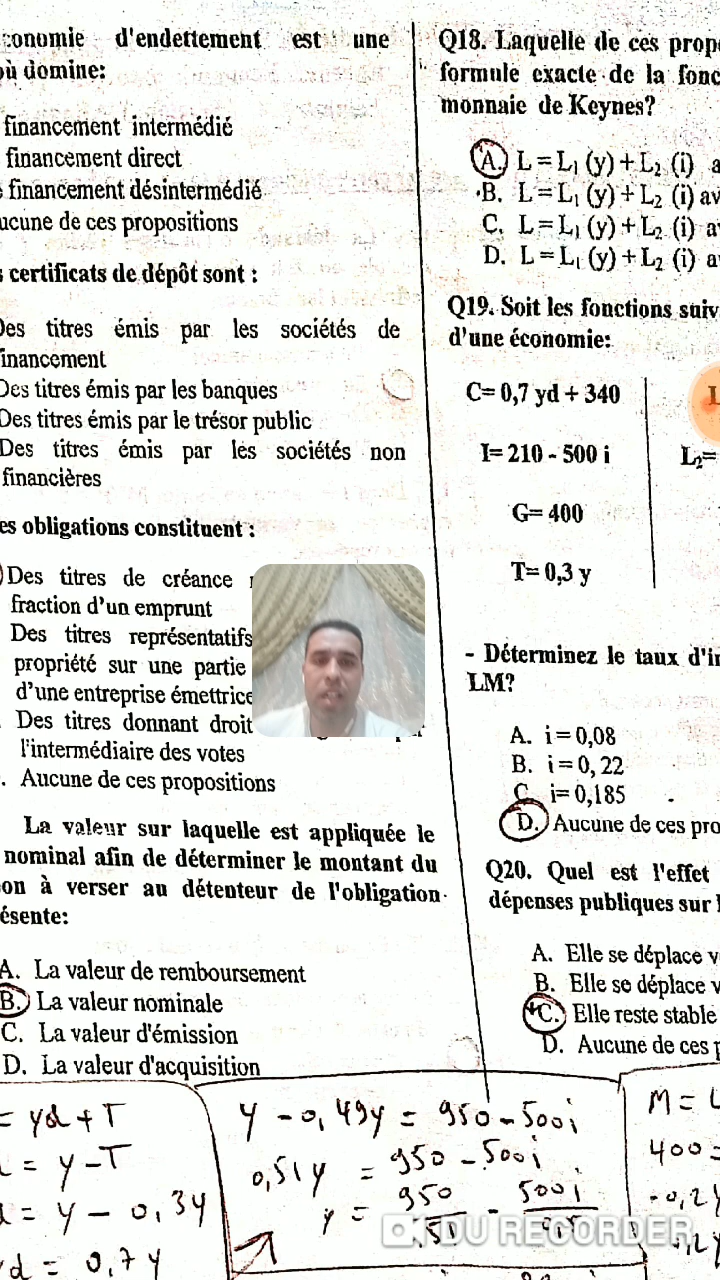 conomie d'endettement est une
où domine:
financement intermédié
financement direct
financement désintermédié
ucune de ces propositions
certificats de dépôt sont :
Des titres émis par les sociétés de
inancement
Des titres émis par les banques
Des titres émis par le trésor public
Des titres émis par les sociétés non
financières
es obligations constituent :
Des titres de créance
fraction d'un emprunt
Des titres représentatifs
propriété sur une partie
d'une entreprise émettrice
Des titres donnant droit
l'intermédiaire des votes
. Aucune de ces propositions
La valeur sur laquelle est appliquée le
nominal afin de déterminer le montant du
on à verser au détenteur de l'obligation
ésente:
A. La valeur de remboursement
B. La valeur nominale
C. La valeur d'émission
D. La valeur d'acquisition
Q18. Laquelle de ces prop
formule exacte de la fonc
monnaie de Keynes?
A. L = L₁ (y) + L₂ (i) a
B. L = L₁ (y) + L₂ (i) av
C. L = L₁ (y) + L₂ (i) a
D. L = L₁ (y) + L₂ (i) a
Q19. Soit les fonctions suiv
d'une économie:
C= 0,7 yd + 340
I= 210 - 500 i
L₂=
G= 400
T= 0,3 y
- Déterminez le taux d'in
LM?
A. i = 0,08
B. i = 0, 22
C. i= 0,185
D. Aucune de ces pro
Q20. Quel est l'effet
dépenses publiques sur l
A. Elle se déplace v
B. Elle se déplace v
C. Elle reste stable
D. Aucune de ces p
= yd + T
= y - T
= y - 0,3y
yd = 0,7y
y - 0,49y = 950 - 500i
0,51y = 950 - 500i
y = 950 - 500i
M = L
400 =
DU RECORDER